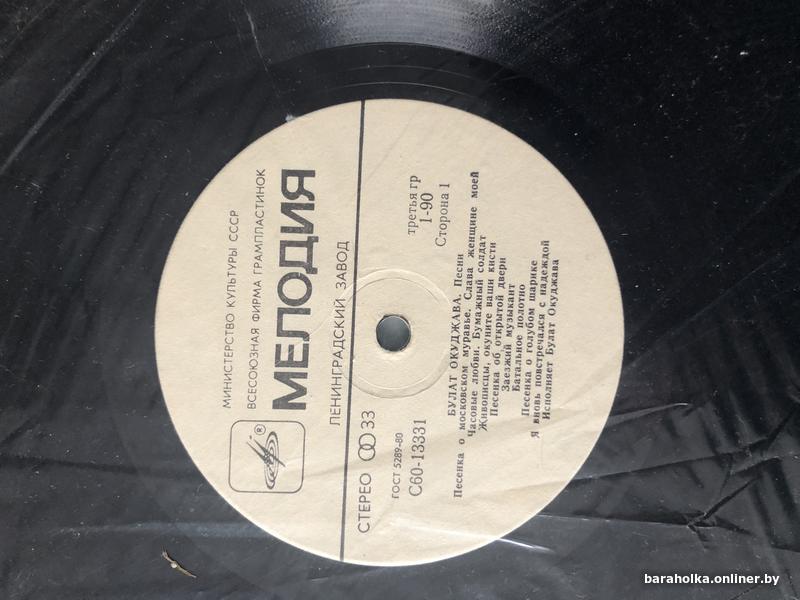 МИНИСТЕРСТВО КУЛЬТУРЫ СССР
ВСЕСОЮЗНАЯ ФИРМА ГРАМПЛАСТИНОК
МЕЛОДИЯ
®
ЛЕНИНГРАДСКИЙ ЗАВОД
СТЕРЕО 33
ГОСТ 5289-80
С60-13331
третья гр
1-90
Сторона 1
БУЛАТ ОКУДЖАВА. Песни
Песенка о московском муравье. Слава женщине моей
Часовые любви. Бумажный солдат
Живописцы, окуните ваши кисти
Песенка об открытой двери
Заезжий музыкант
Батальное полотно
Песенка о голубом шарике
Я вновь повстречался с надеждой
Исполняет Булат Окуджава
baraholka.onliner.by